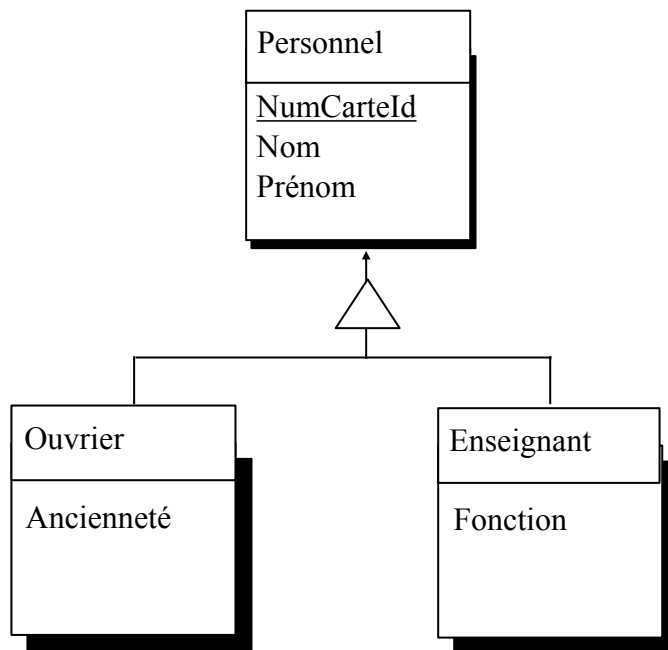 Personnel
NumCarteId
Nom
Prénom
Ouvrier
Ancienneté
Enseignant
Fonction